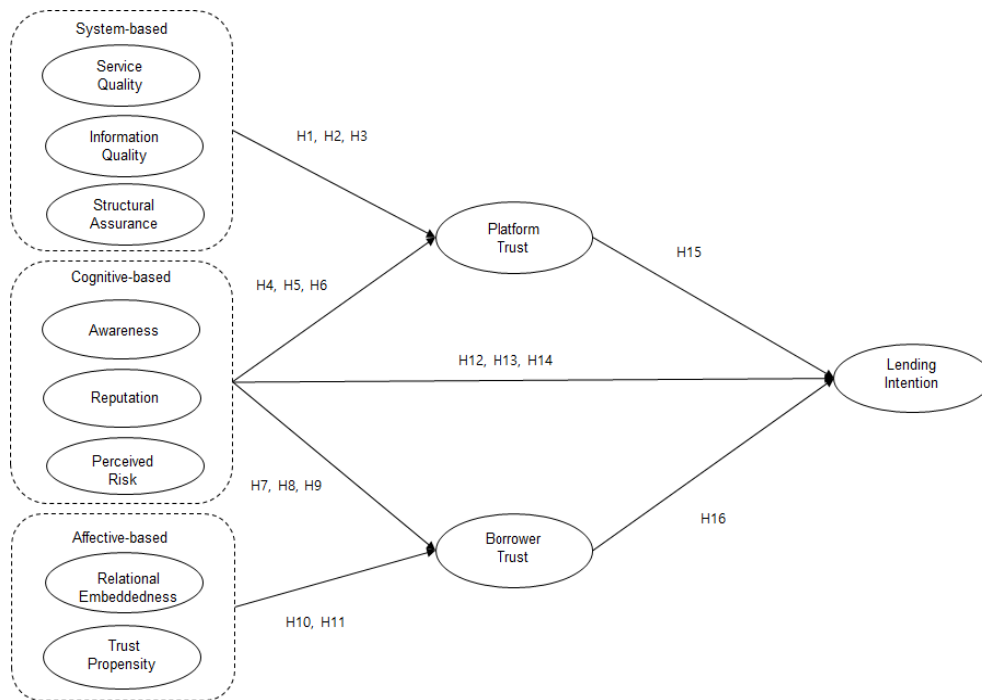 System-based
Service
Quality
Information
Quality
Structural
Assurance
H1, H2, H3
Platform
Trust
H15
Cognitive-based
H4, H5, H6
Awareness
Reputation
Perceived
Risk
H12, H13, H14
Lending
Intention
H7, H8, H9
H16
Affective-based
Borrower
Trust
Relational
Embeddedness
H10, H11
Trust
Propensity